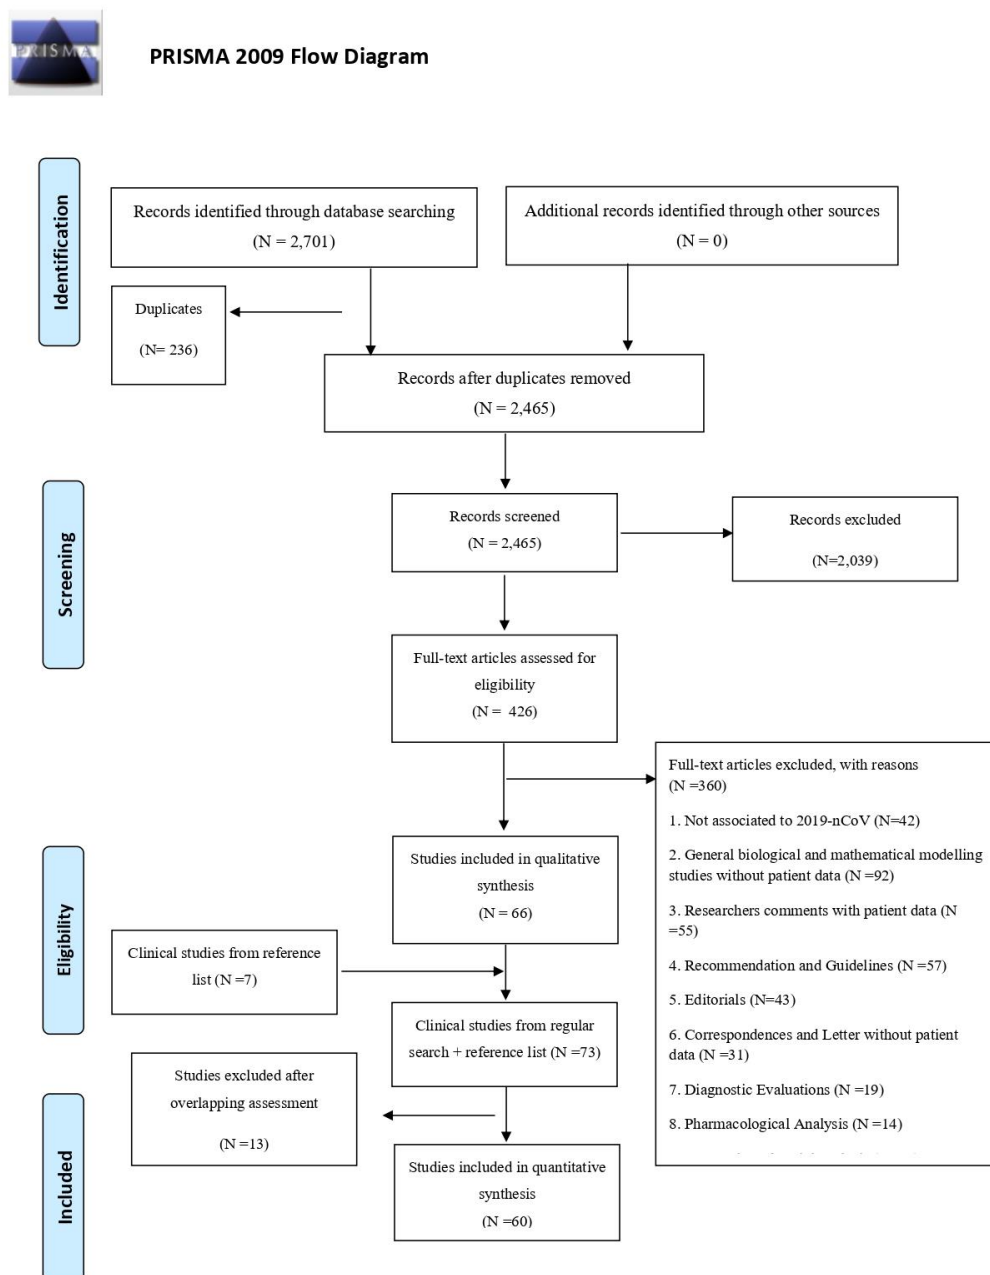 PRISMA
PRISMA 2009 Flow Diagram
Identification
Records identified through database searching
(N = 2,701)
Additional records identified through other sources
(N = 0)
Duplicates
(N= 236)
Records after duplicates removed
(N = 2,465)
Screening
Records screened
(N = 2,465)
Records excluded
(N=2,039)
Full-text articles assessed for
eligibility
(N =  426)
Full-text articles excluded, with reasons
(N =360)
1. Not associated to 2019-nCoV (N=42)
2. General biological and mathematical modelling
studies without patient data (N =92)
3. Researchers comments with patient data (N
=55)
4. Recommendation and Guidelines (N =57)
5. Editorials (N=43)
6. Correspondences and Letter without patient
data (N =31)
7. Diagnostic Evaluations (N =19)
8. Pharmacological Analysis (N =14)
Eligibility
Studies included in qualitative
synthesis
(N = 66)
Clinical studies from reference
list (N =7)
Clinical studies from regular
search + reference list (N =73)
Included
Studies excluded after
overlapping assessment
(N =13)
Studies included in quantitative
synthesis
(N =60)